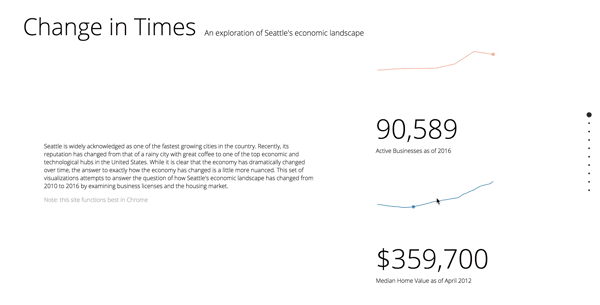 Change in Times An exploration of Seattle's economic landscape
90,589
Active Businesses as of 2016
Seattle is widely acknowledged as one of the fastest growing cities in the country. Recently, its
reputation has changed from that of a rainy city with great coffee to one of the top economic and
technological hubs in the United States. While it is clear that the economy has dramatically changed
over time, the answer to exactly how the economy has changed is a little more nuanced. This set of
visualizations attempts to answer the question of how Seattle's economic landscape has changed from
2010 to 2016 by examining business licenses and the housing market.
Note: this site functions best in Chrome
$359,700
Median Home Value as of April 2012